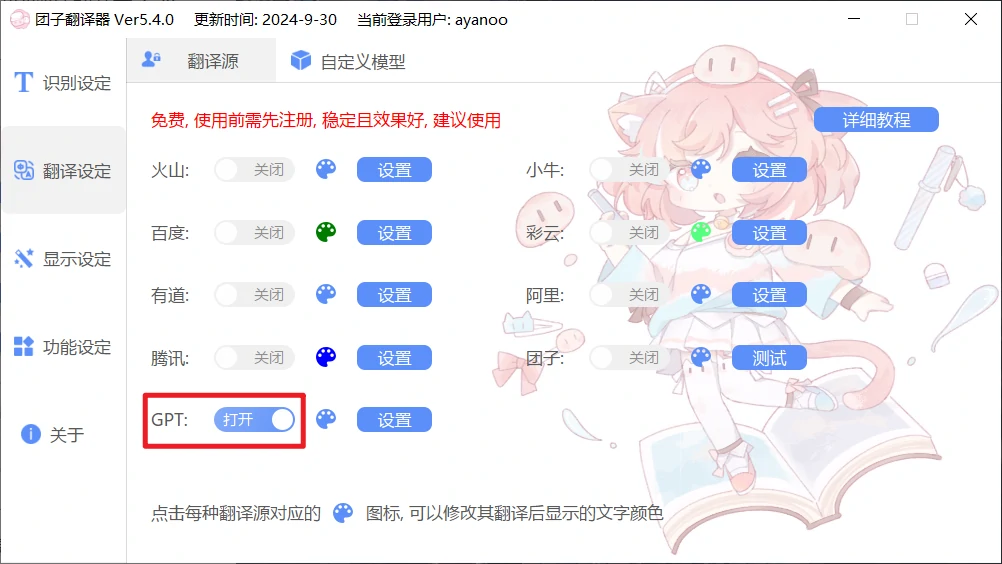 团子翻译器 Ver5.4.0 更新时间: 2024-9-30 当前登录用户: ayanoo
翻译源 自定义模型
T 识别设定
翻译设定
显示设定
功能设定
i 关于
免费, 使用前需先注册, 稳定且效果好, 建议使用
详细教程
火山: 关闭 设置 小牛: 关闭 设置
百度: 关闭 设置 彩云: 关闭 设置
有道: 关闭 设置 阿里: 关闭 设置
腾讯: 关闭 设置 团子: 关闭 测试
GPT: 打开 设置
点击每种翻译源对应的 图标, 可以修改其翻译后显示的文字颜色